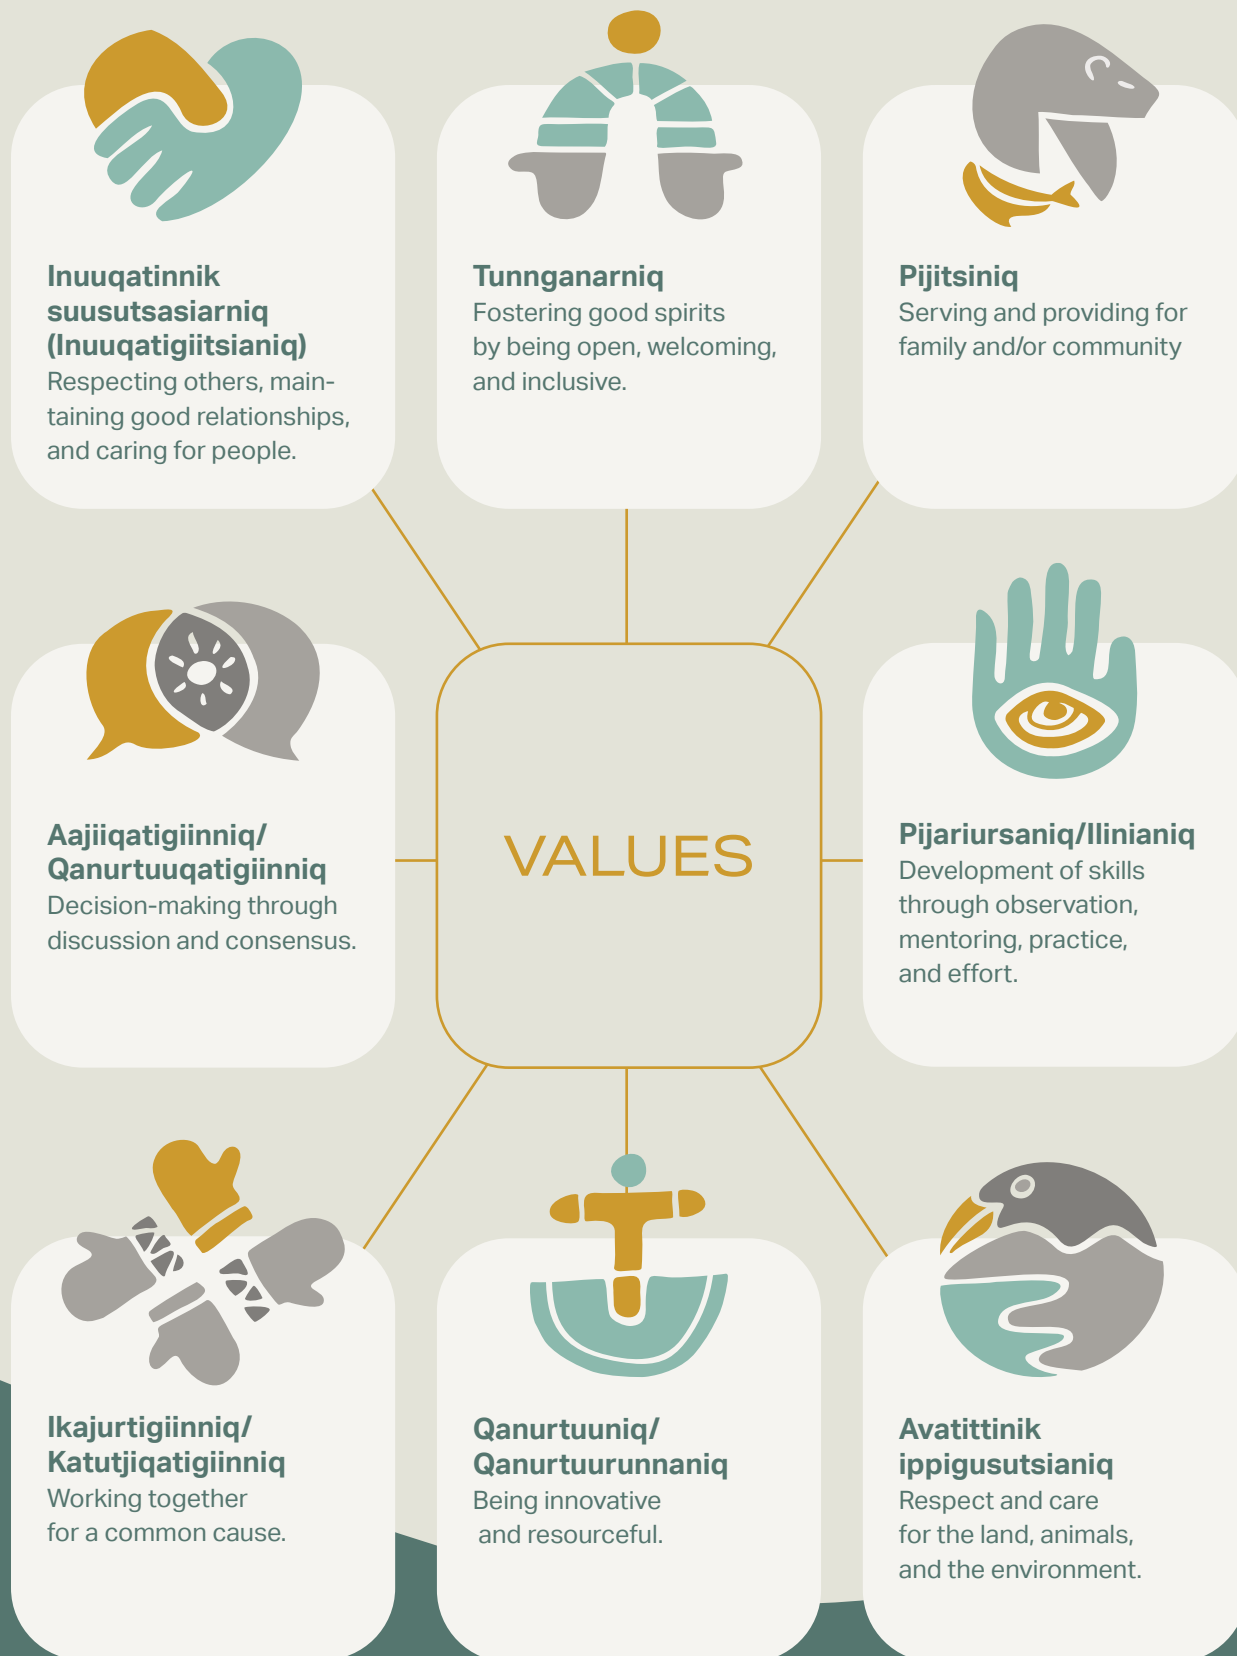 Inuuqatinnik
suusutsasiarniq
(Inuuqatigiitsianiq)
Respecting others, main-
taining good relationships,
and caring for people.
Tunnganarniq
Fostering good spirits
by being open, welcoming,
and inclusive.
Pijitsiniq
Serving and providing for
family and/or community
Aajiiqatigiinniq/
Qanurtuuqatigiinniq
Decision-making through
discussion and consensus.
VALUES
Pijariursaniq/Ilinianiq
Development of skills
through observation,
mentoring, practice,
and effort.
Ikajurtigiinniq/
Katutjiqatigiinniq
Working together
for a common cause.
Qanurtuuniq/
Qanurtuurunnaniq
Being innovative
and resourceful.
Avatittinik
ippigusutsianiq
Respect and care
for the land, animals,
and the environment.